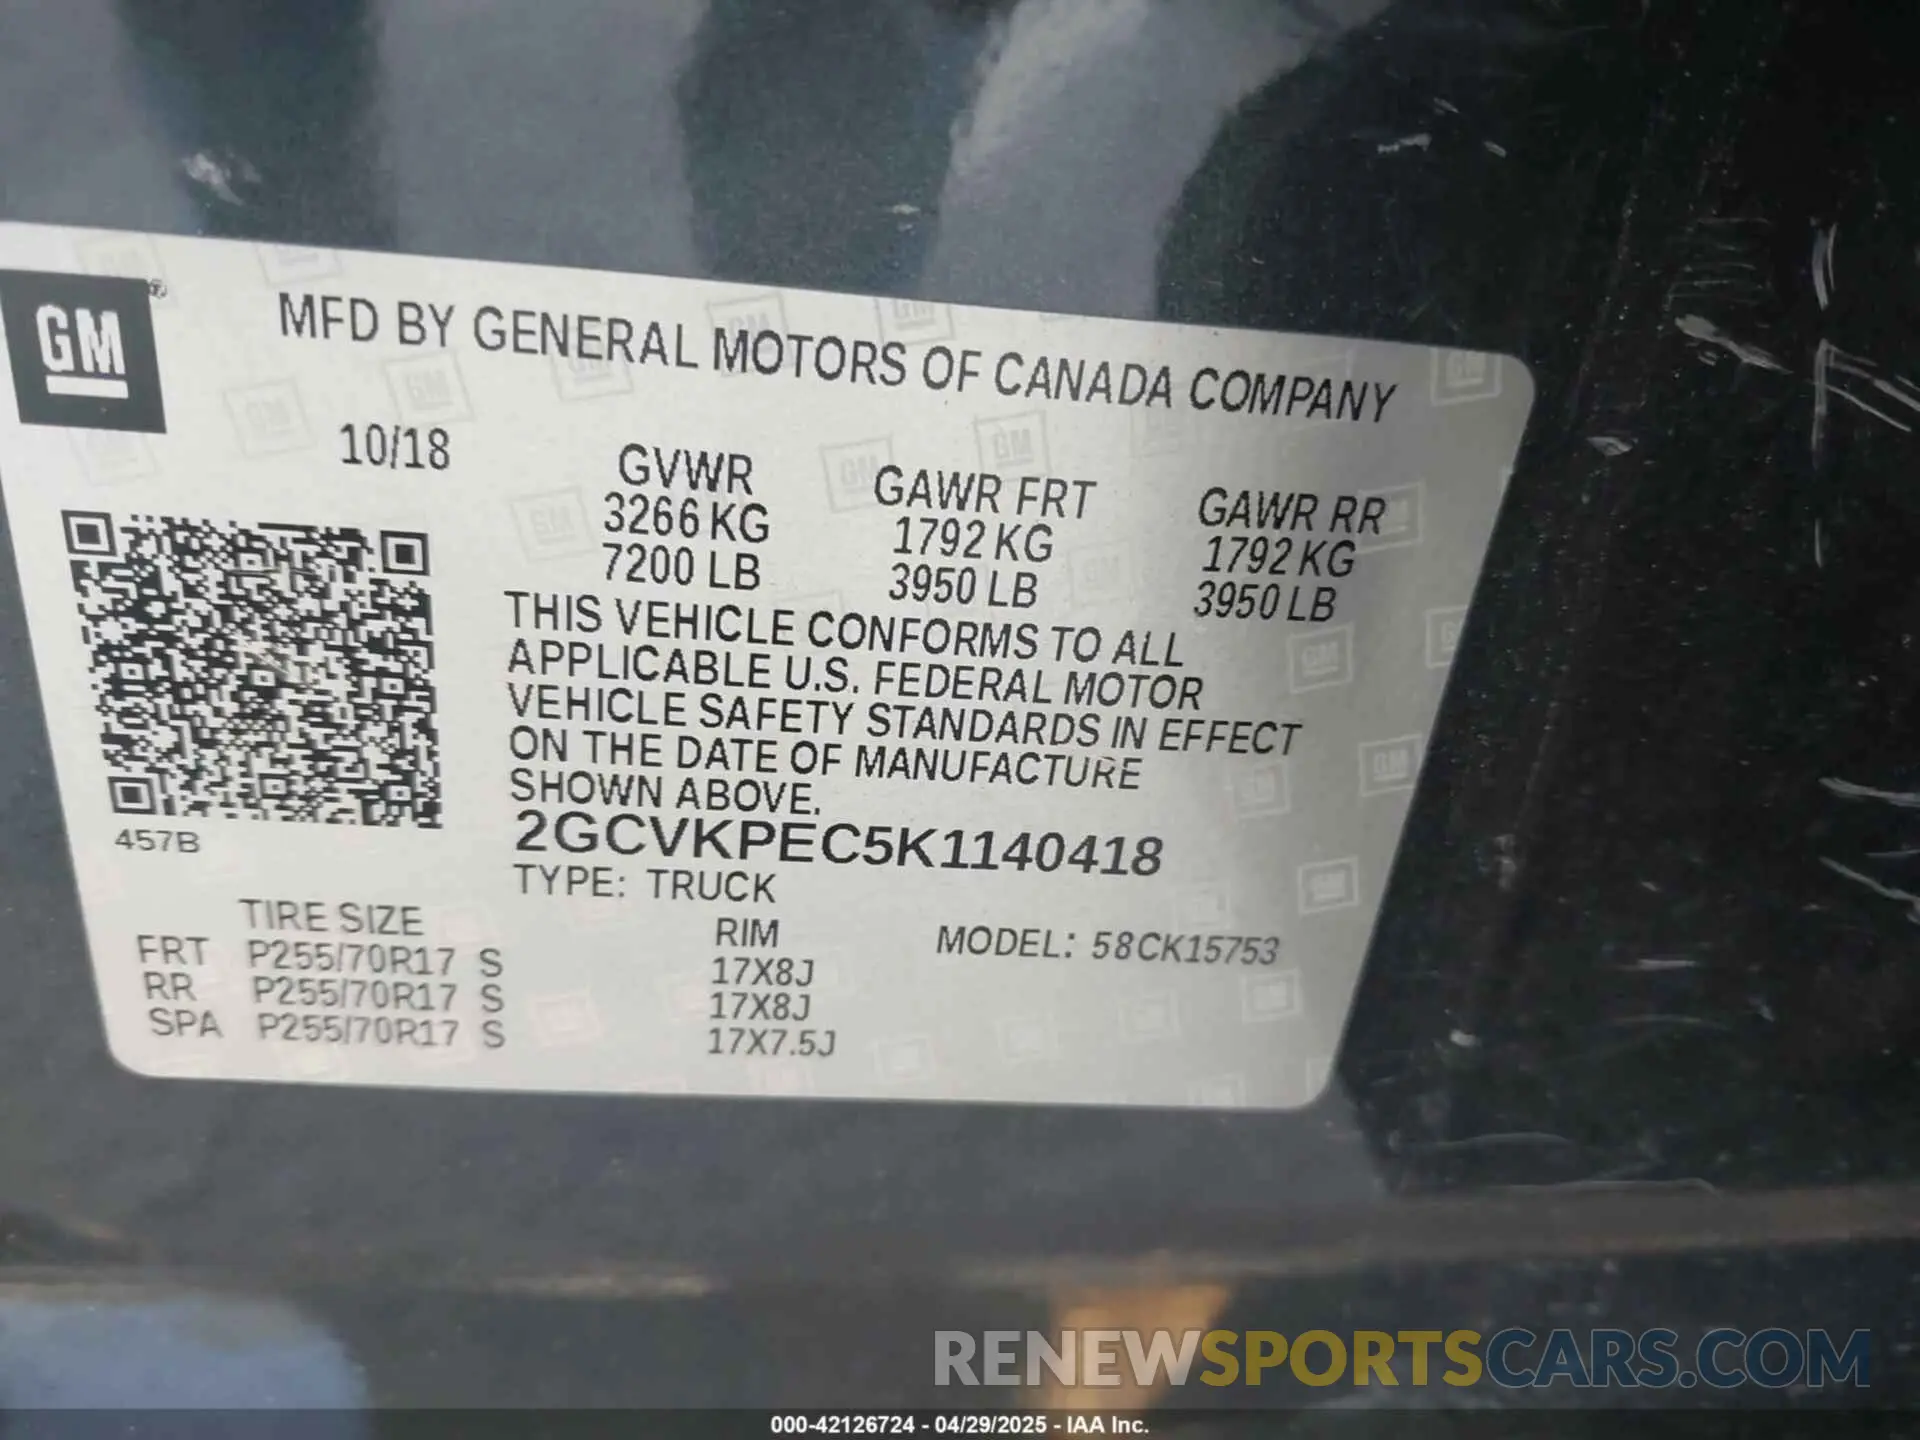 GM®
MFD BY GENERAL MOTORS OF CANADA COMPANY
10/18
GVWR
3266 KG
7200 LB
GAWR FRT
1792 KG
3950 LB
GAWR RR
1792 KG
3950 LB
THIS VEHICLE CONFORMS TO ALL
APPLICABLE U.S. FEDERAL MOTOR
VEHICLE SAFETY STANDARDS IN EFFECT
ON THE DATE OF MANUFACTURE
SHOWN ABOVE.
2GCVKPEC5K1140418
TYPE: TRUCK
457B
TIRE SIZE RIM MODEL: 58CK15753
FRT P255/70R17 S 17X8J
RR P255/70R17 S 17X8J
SPA P255/70R17 S 17X7.5J
RENEWSPORTSCARS.COM
000-42126724 - 04/29/2025 - IAA Inc.